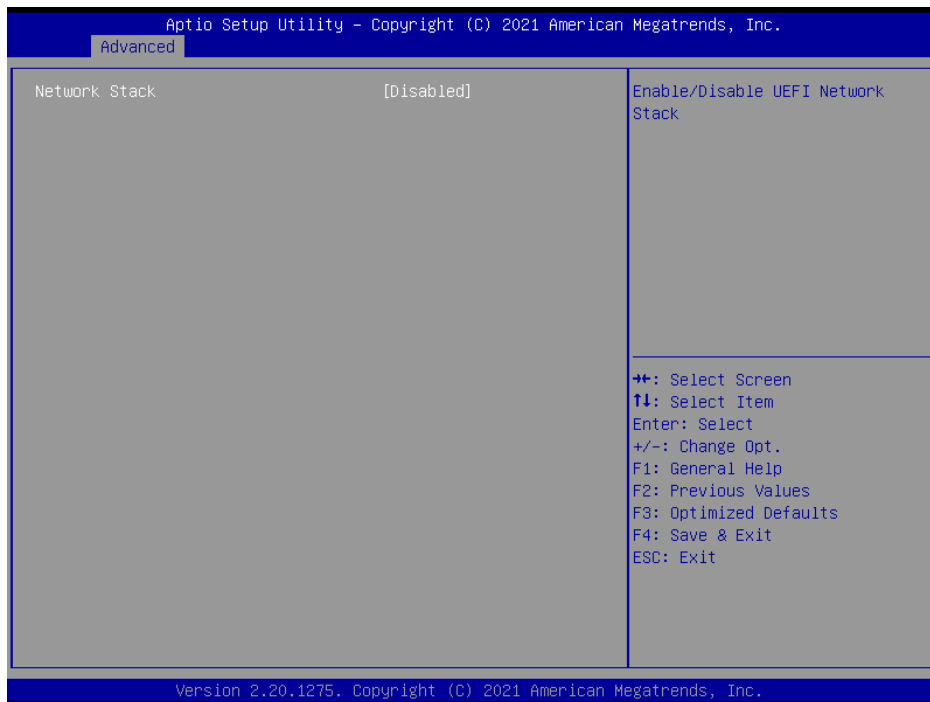 Aptio Setup Utility – Copyright (C) 2021 American Megatrends, Inc.
Advanced
Network Stack [Disabled]
Enable/Disable UEFI Network
Stack
→←: Select Screen
↑↓: Select Item
Enter: Select
+/-: Change Opt.
F1: General Help
F2: Previous Values
F3: Optimized Defaults
F4: Save & Exit
ESC: Exit
Version 2.20.1275. Copyright (C) 2021 American Megatrends, Inc.